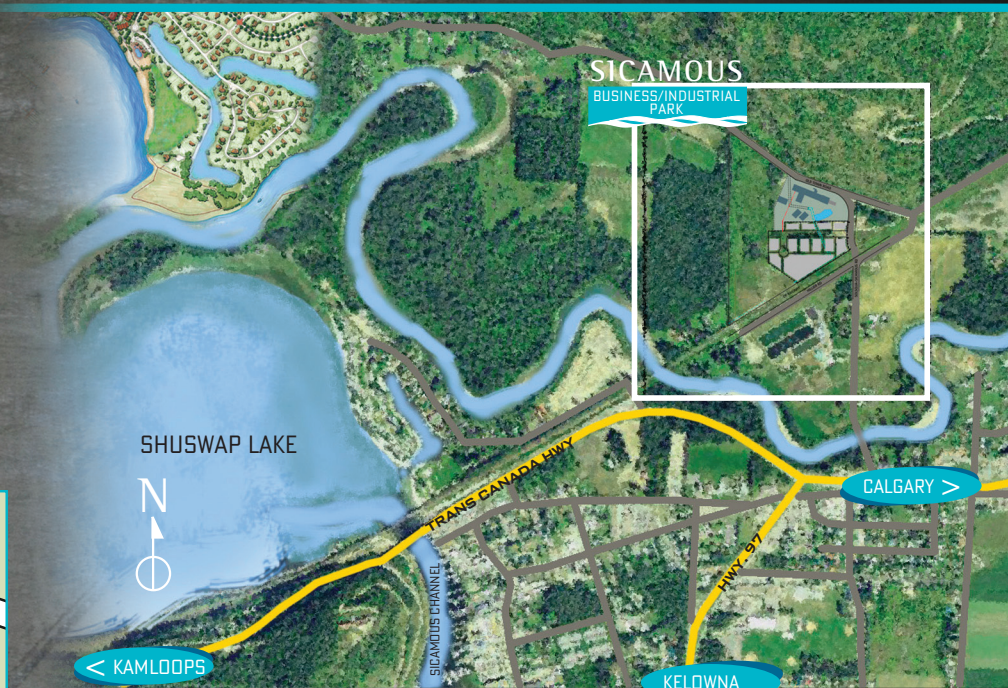 SICAMOUS
BUSINESS/INDUSTRIAL
PARK
SHUSWAP LAKE
N
TRANS CANADA HWY
CALGARY >
HWY. 97
SICAMOUS CHANNEL
< KAMLOOPS
KELOWNA